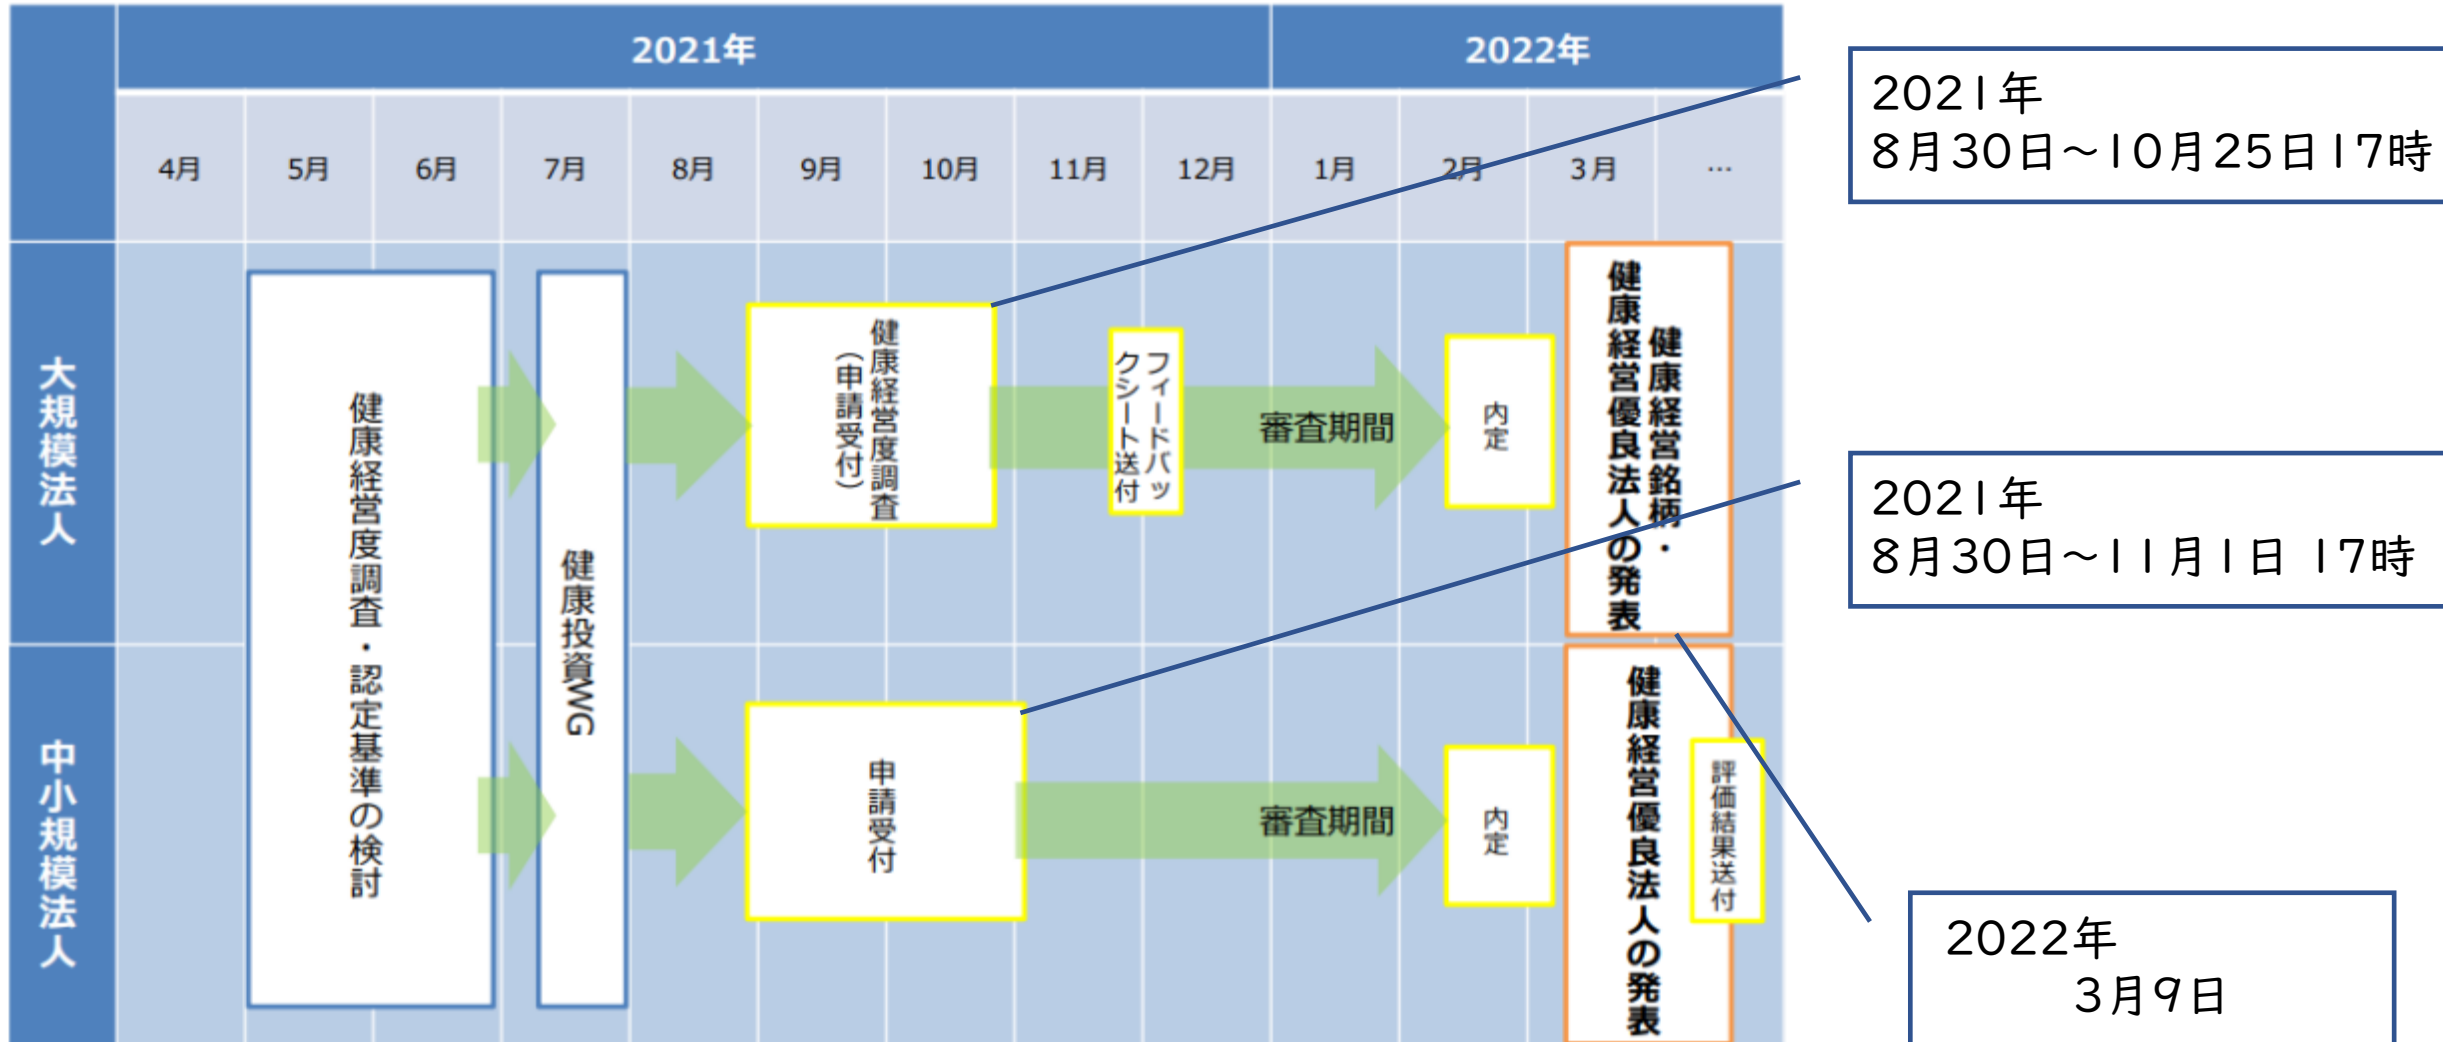 2021年
2022年
4月
5月
6月
7月
8月
9月
10月
11月
12月
1月
2月
3月
…
大規模法人
中小規模法人
健康経営度調査・認定基準の検討
健康投資WG
健康経営度調査
（申請受付）
フィードバッ
クシート送付
審査期間
内定
健康経営銘柄・
健康経営優良法人の発表
申請受付
審査期間
内定
健康経営優良法人の発表
評価結果送付
2021年
8月30日～10月25日17時
2021年
8月30日～11月1日 17時
2022年
3月9日